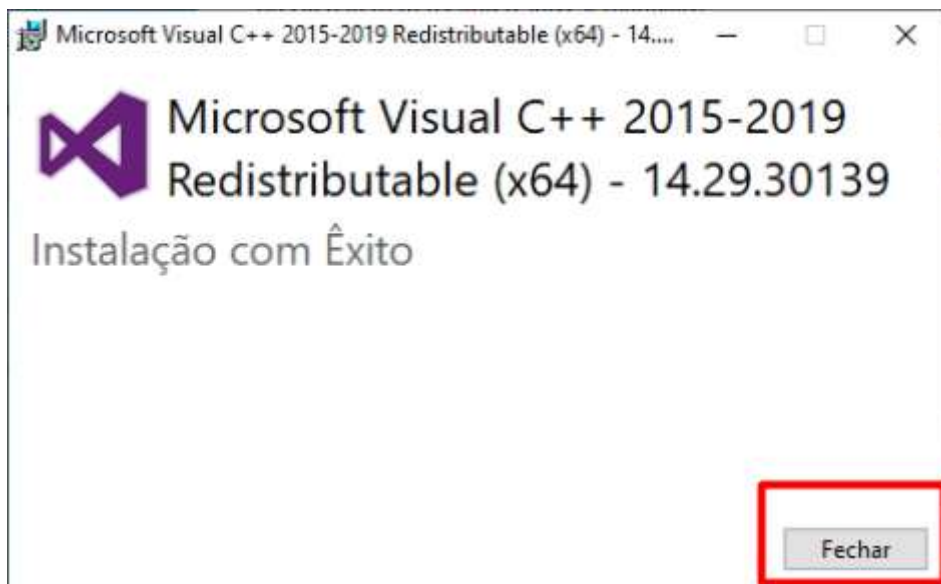 Microsoft Visual C++ 2015-2019 Redistributable (x64) - 14....
Microsoft Visual C++ 2015-2019
Redistributable (x64) - 14.29.30139
Instalação com Êxito
Fechar